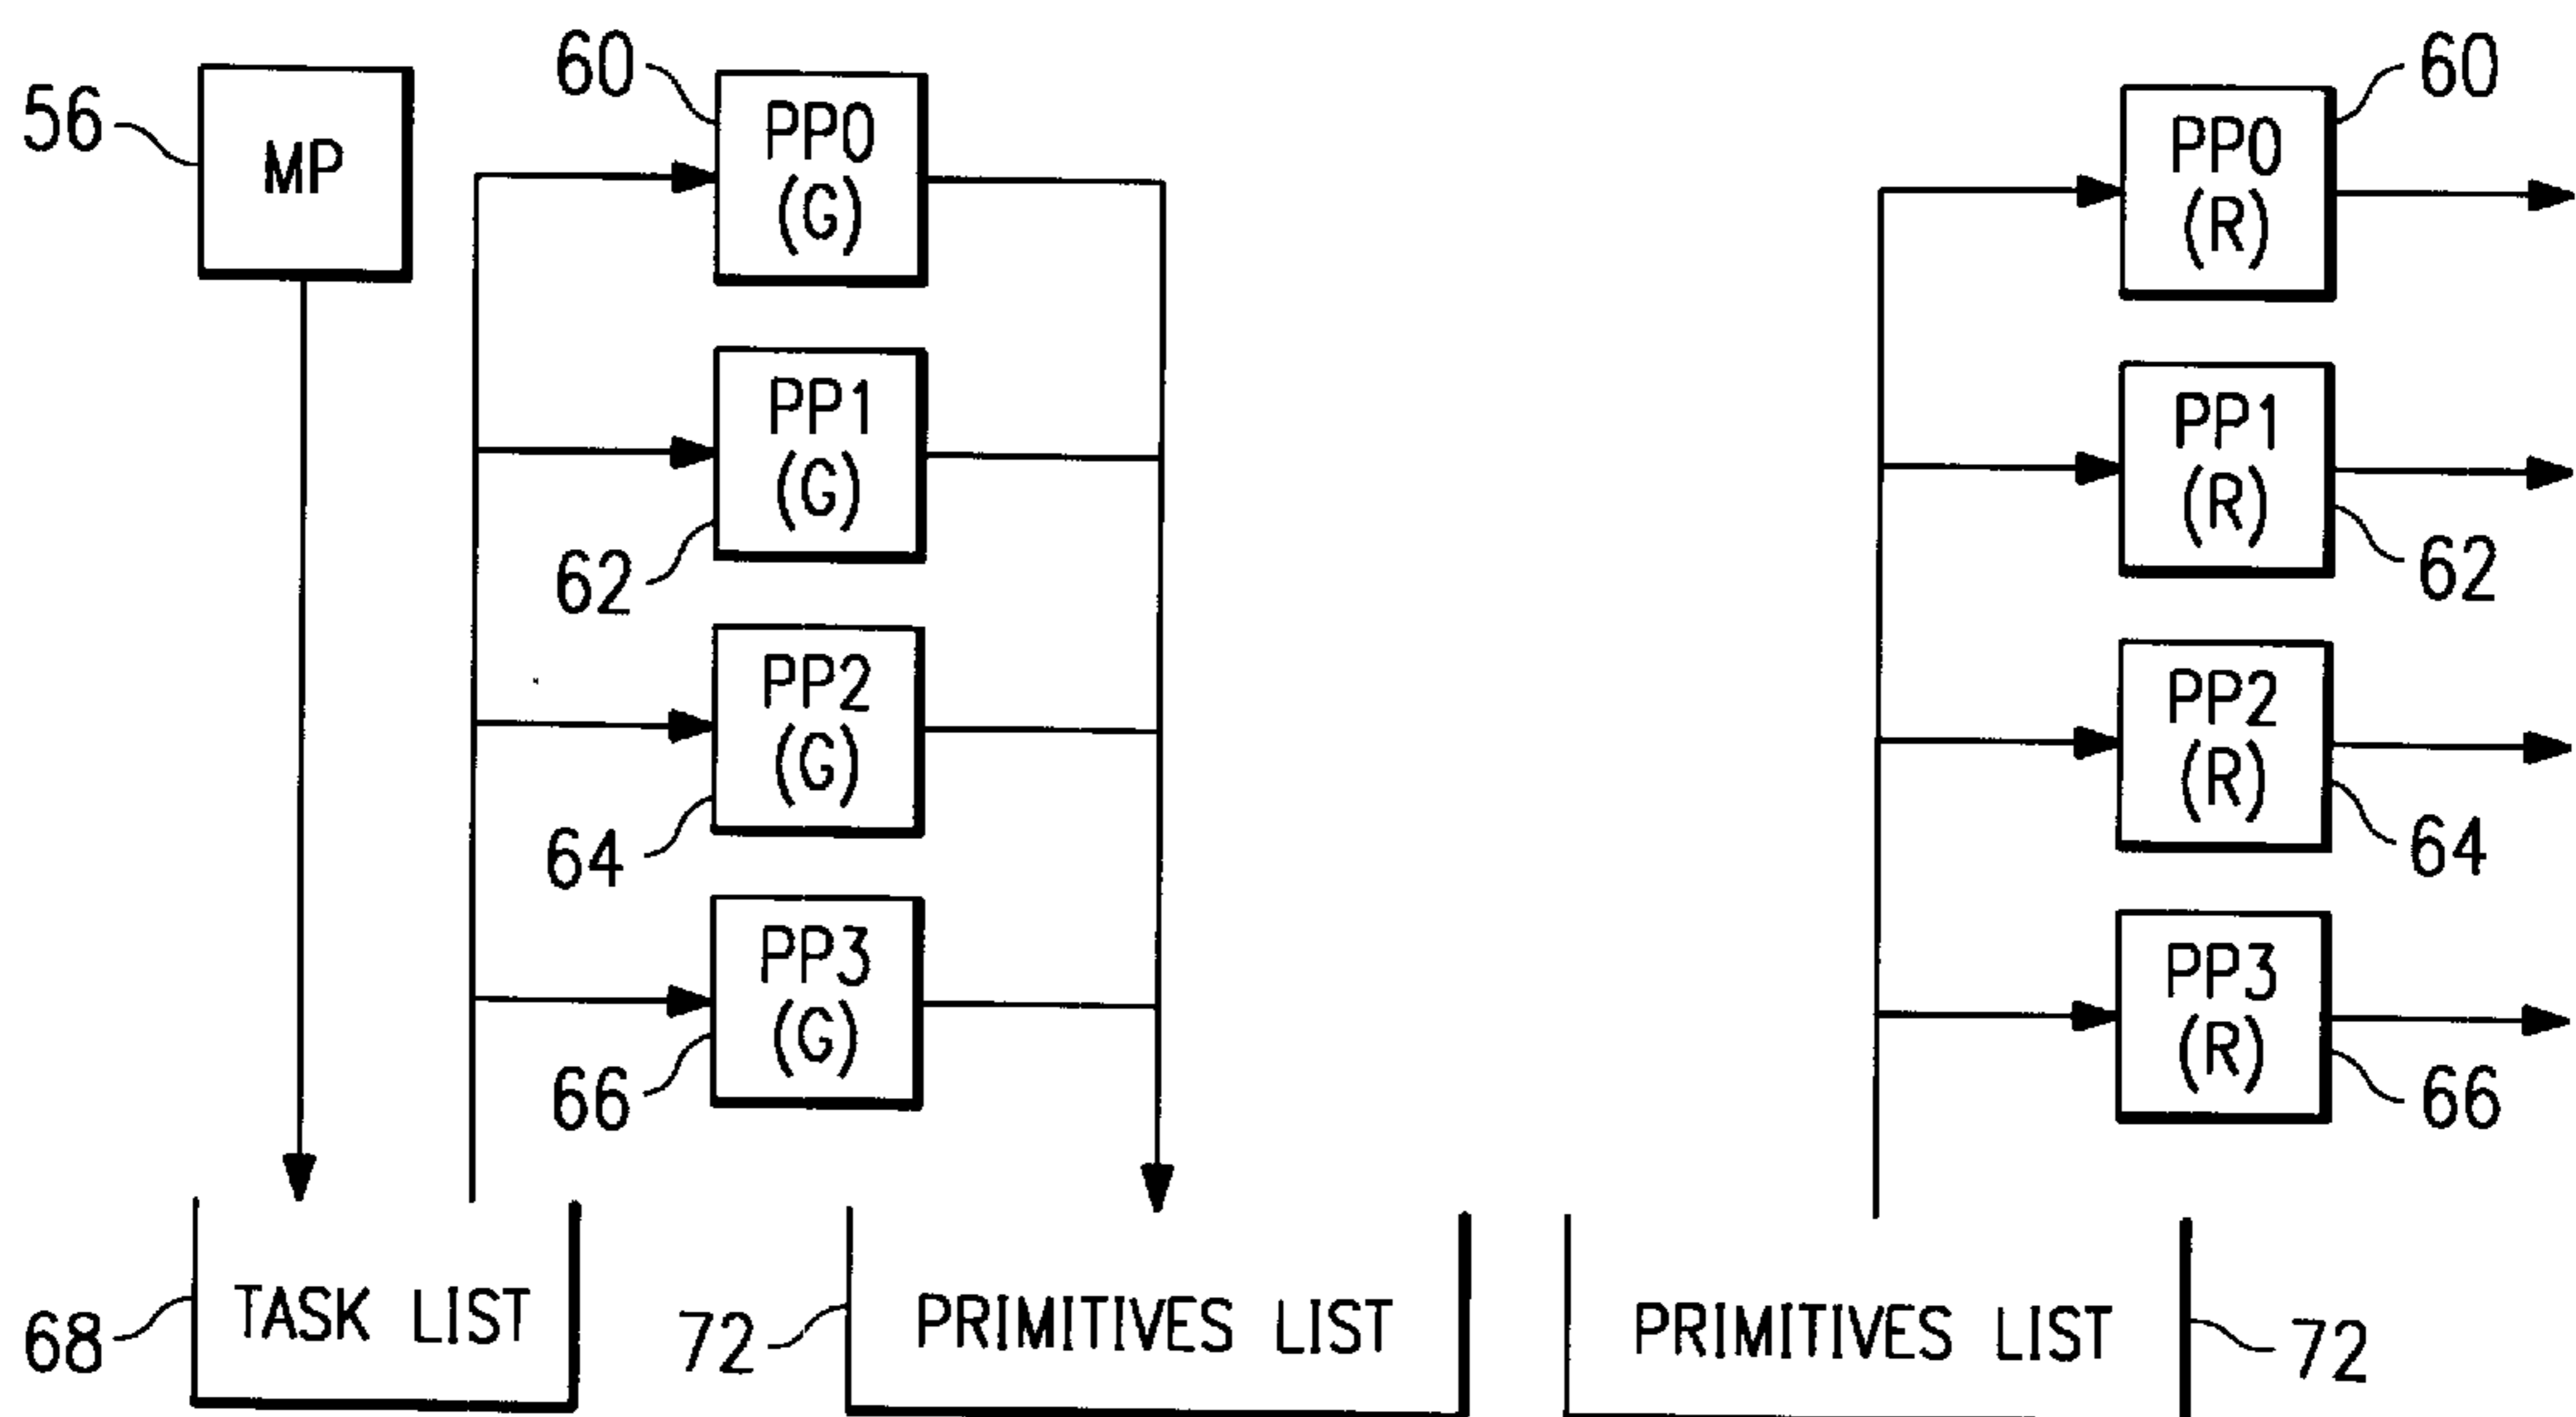 56
MP
60
PP0
(G)
PP1
(G)
62
PP2
(G)
64
PP3
(G)
66
68
TASK LIST
72
PRIMITIVES LIST
60
PP0
(R)
PP1
(R)
62
PP2
(R)
64
PP3
(R)
66
PRIMITIVES LIST
72